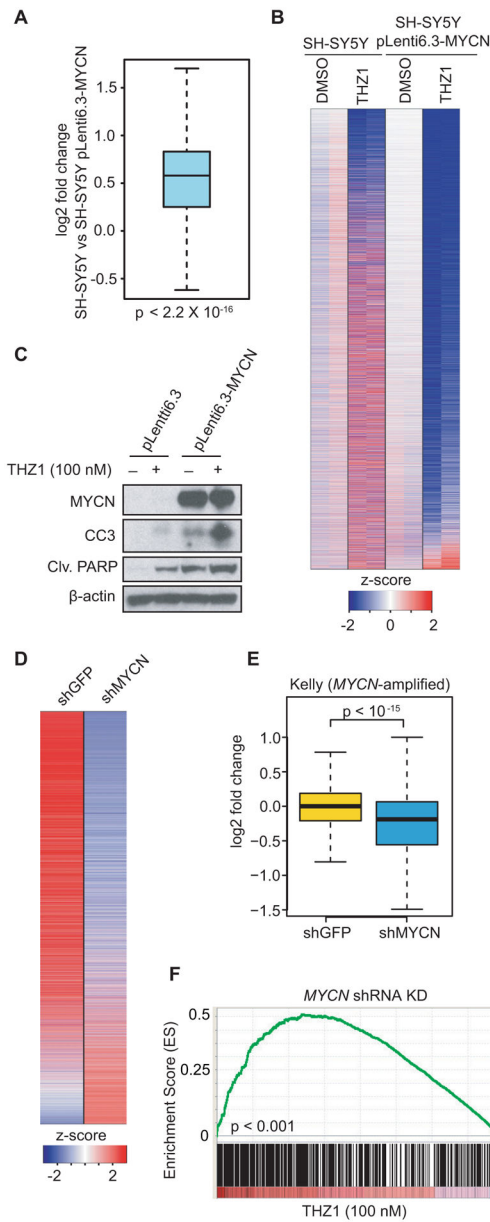 A
log2 fold change
SH-SY5Y vs SH-SY5Y pLenti6.3-MYCN
1.5
1.0
0.5
0.0
−0.5
p < 2.2 X 10-16
B
SH-SY5Y
SH-SY5Y
pLenti6.3-MYCN
DMSO
THZ1
DMSO
THZ1
z-score
-2 0 2
C
pLentti6.3
pLenti6.3-MYCN
THZ1 (100 nM) – + – +
MYCN
CC3
Clv. PARP
β-actin
D
shGFP
shMYCN
z-score
-2 0 2
E
Kelly (MYCN-amplified)
p < 10-15
log2 fold change
1.0
0.5
0.0
−0.5
−1.0
−1.5
shGFP shMYCN
F
MYCN shRNA KD
Enrichment Score (ES)
0.5
0.25
0
p < 0.001
THZ1 (100 nM)